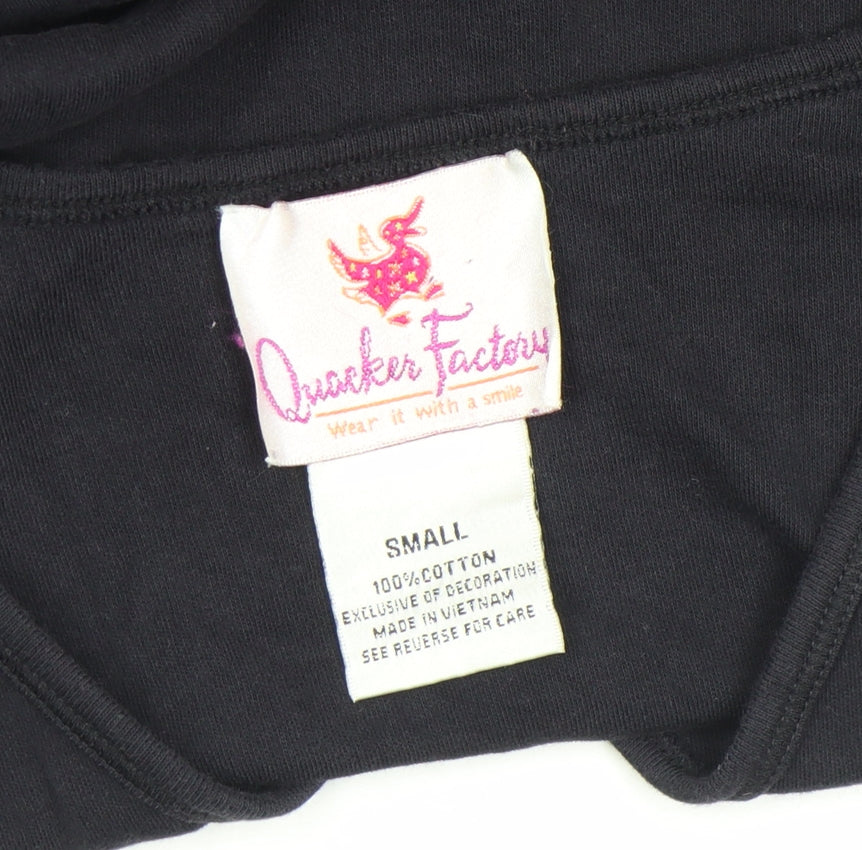 Quacker Factory
Wear it with a smile
SMALL
100% COTTON
EXCLUSIVE OF DECORATION
MADE IN VIETNAM
SEE REVERSE FOR CARE